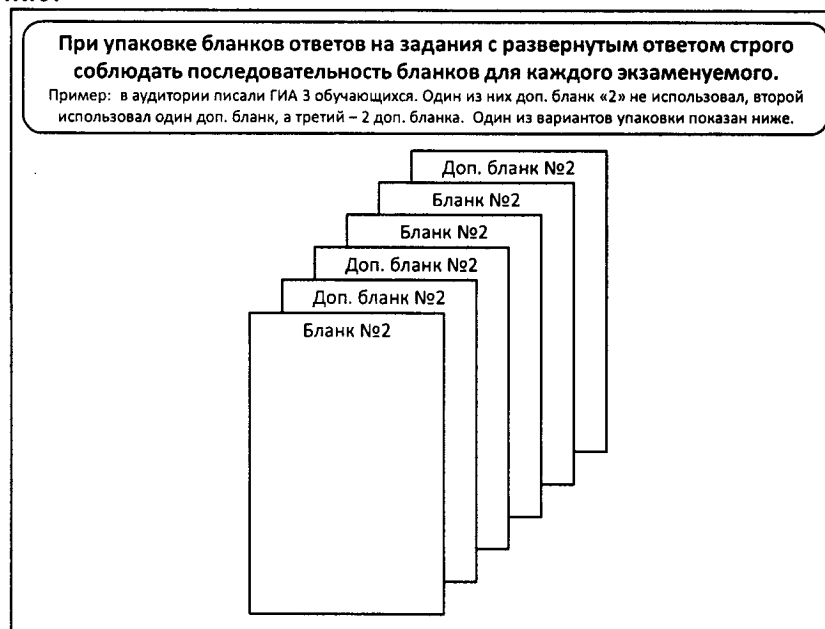 При упаковке бланков ответов на задания с развернутым ответом строго
соблюдать последовательность бланков для каждого экзаменуемого.
Пример: в аудитории писали ГИА 3 обучающихся. Один из них доп. бланк «2» не использовал, второй
использовал один доп. бланк, а третий – 2 доп. бланка. Один из вариантов упаковки показан ниже.
Доп. бланк №2
Бланк №2
Бланк №2
Доп. бланк №2
Доп. бланк №2
Бланк №2